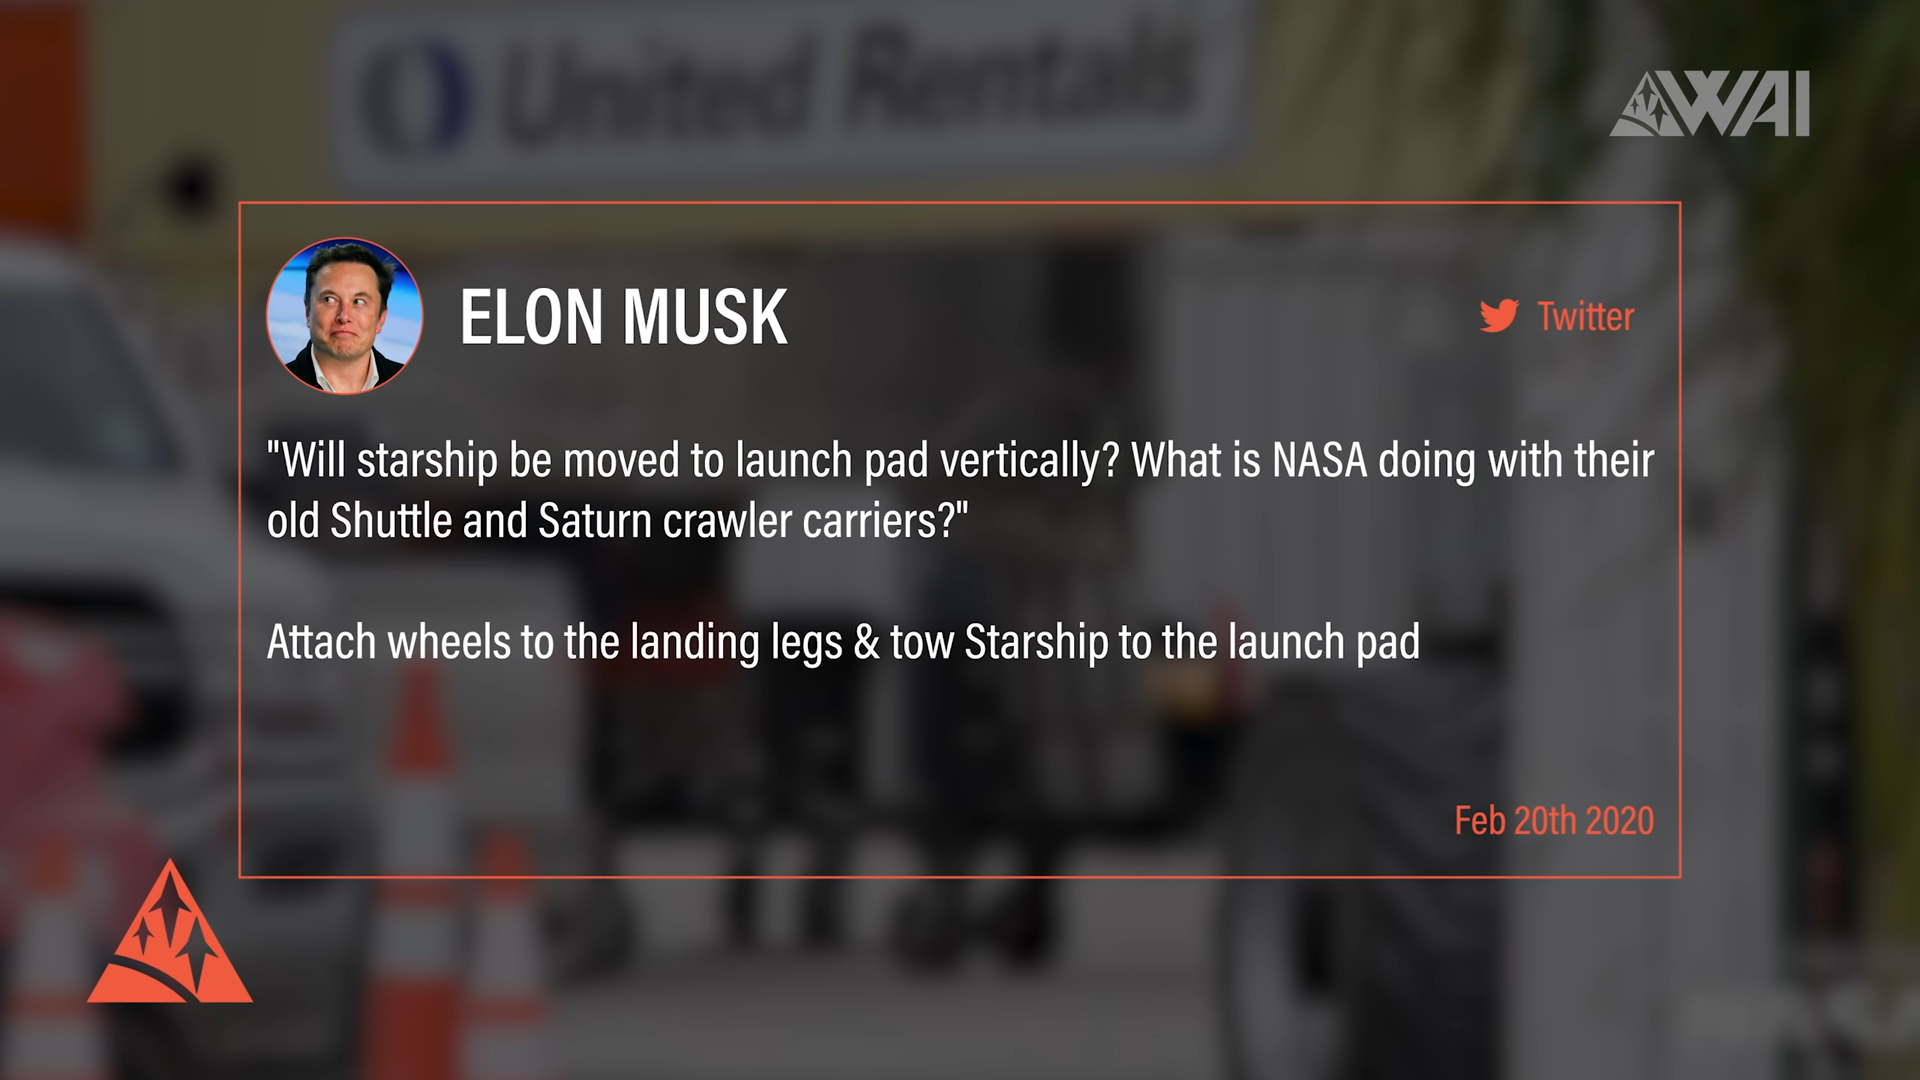 United Rentals
WAI
ELON MUSK
Twitter
"Will starship be moved to launch pad vertically? What is NASA doing with their
old Shuttle and Saturn crawler carriers?"
Attach wheels to the landing legs & tow Starship to the launch pad
Feb 20th 2020